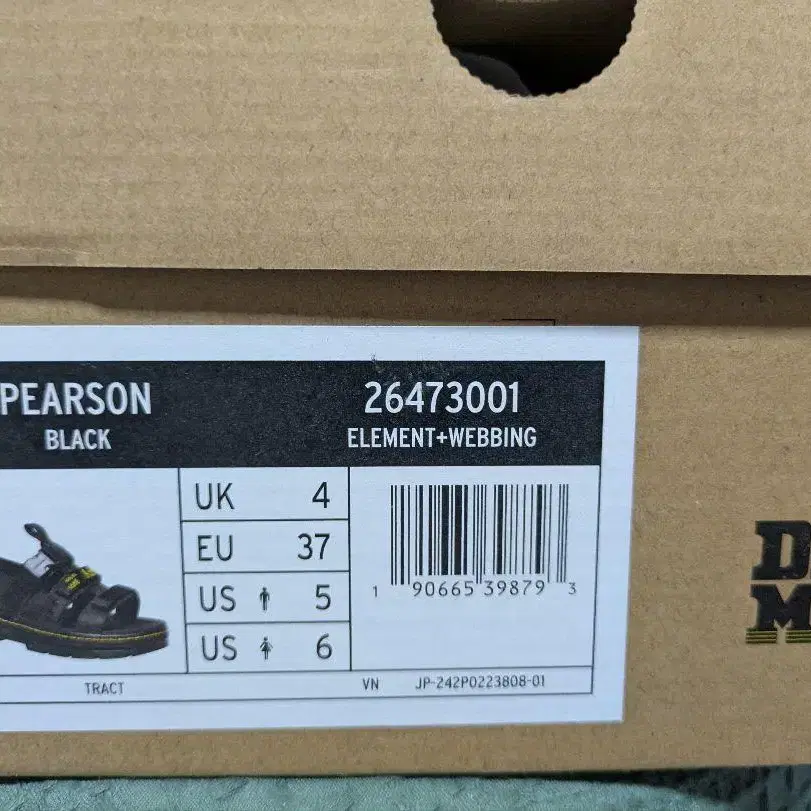 PEARSON
BLACK
26473001
ELEMENT+WEBBING
UK 4
EU 37
US 5
US 6
1 90665 39879 3
TRACT
VN JP-242P0223808-01
D
M